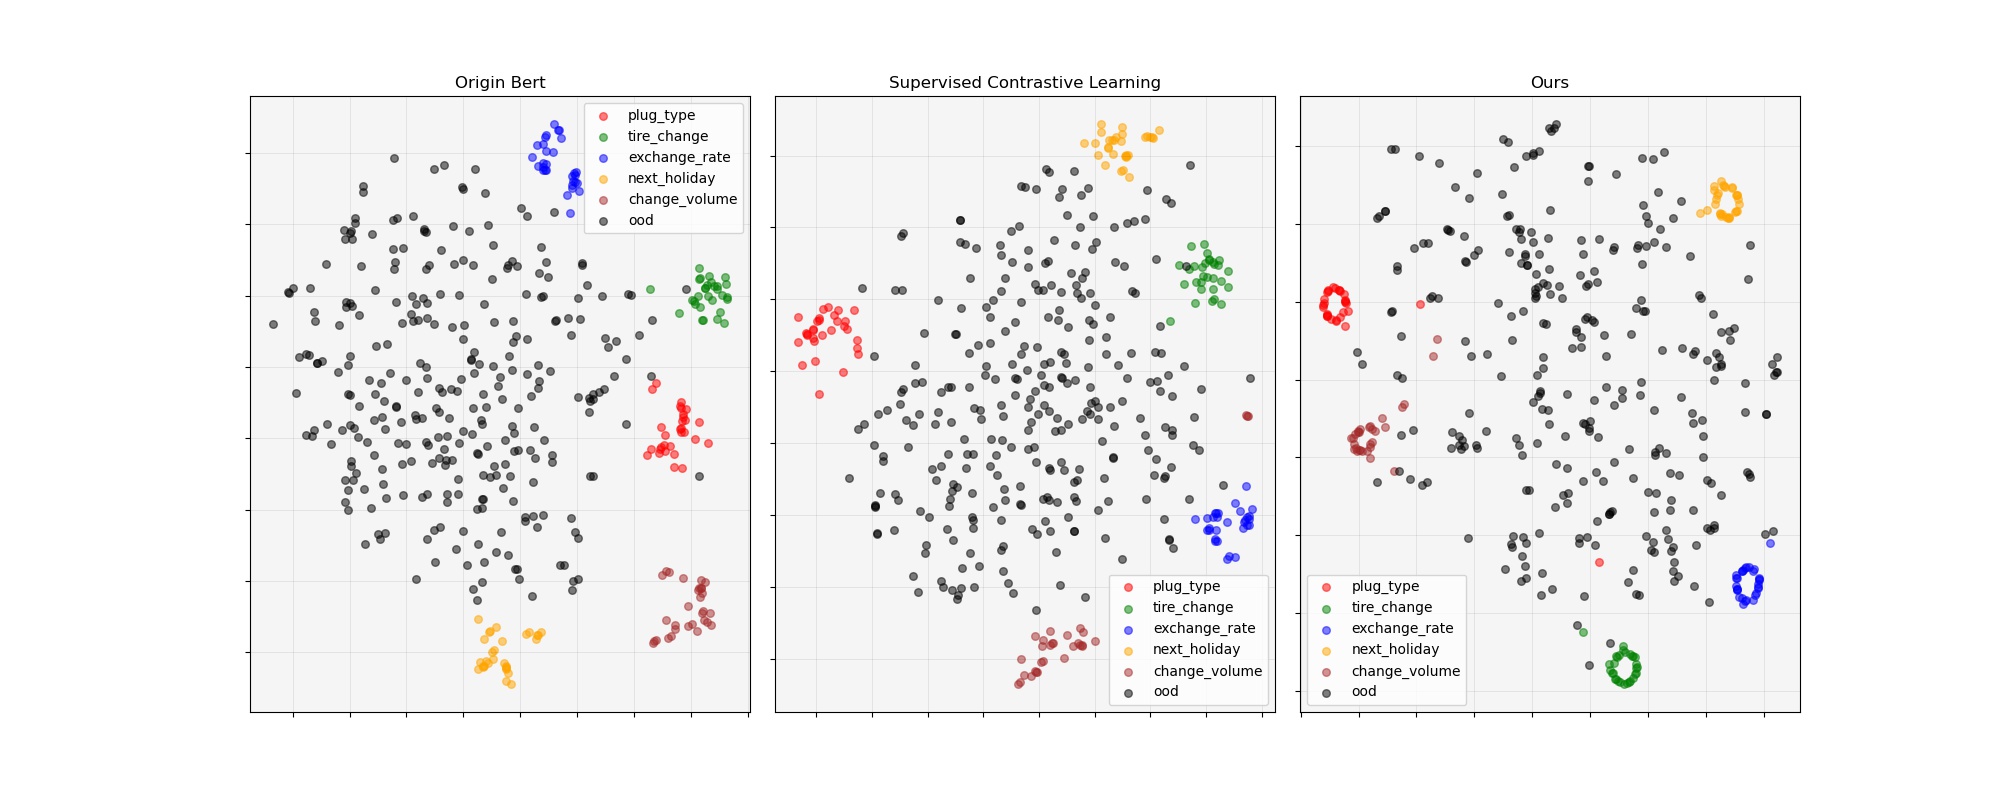 Origin Bert
plug_type
tire_change
exchange_rate
next_holiday
change_volume
ood
Supervised Contrastive Learning
plug_type
tire_change
exchange_rate
next_holiday
change_volume
ood
Ours
plug_type
tire_change
exchange_rate
next_holiday
change_volume
ood